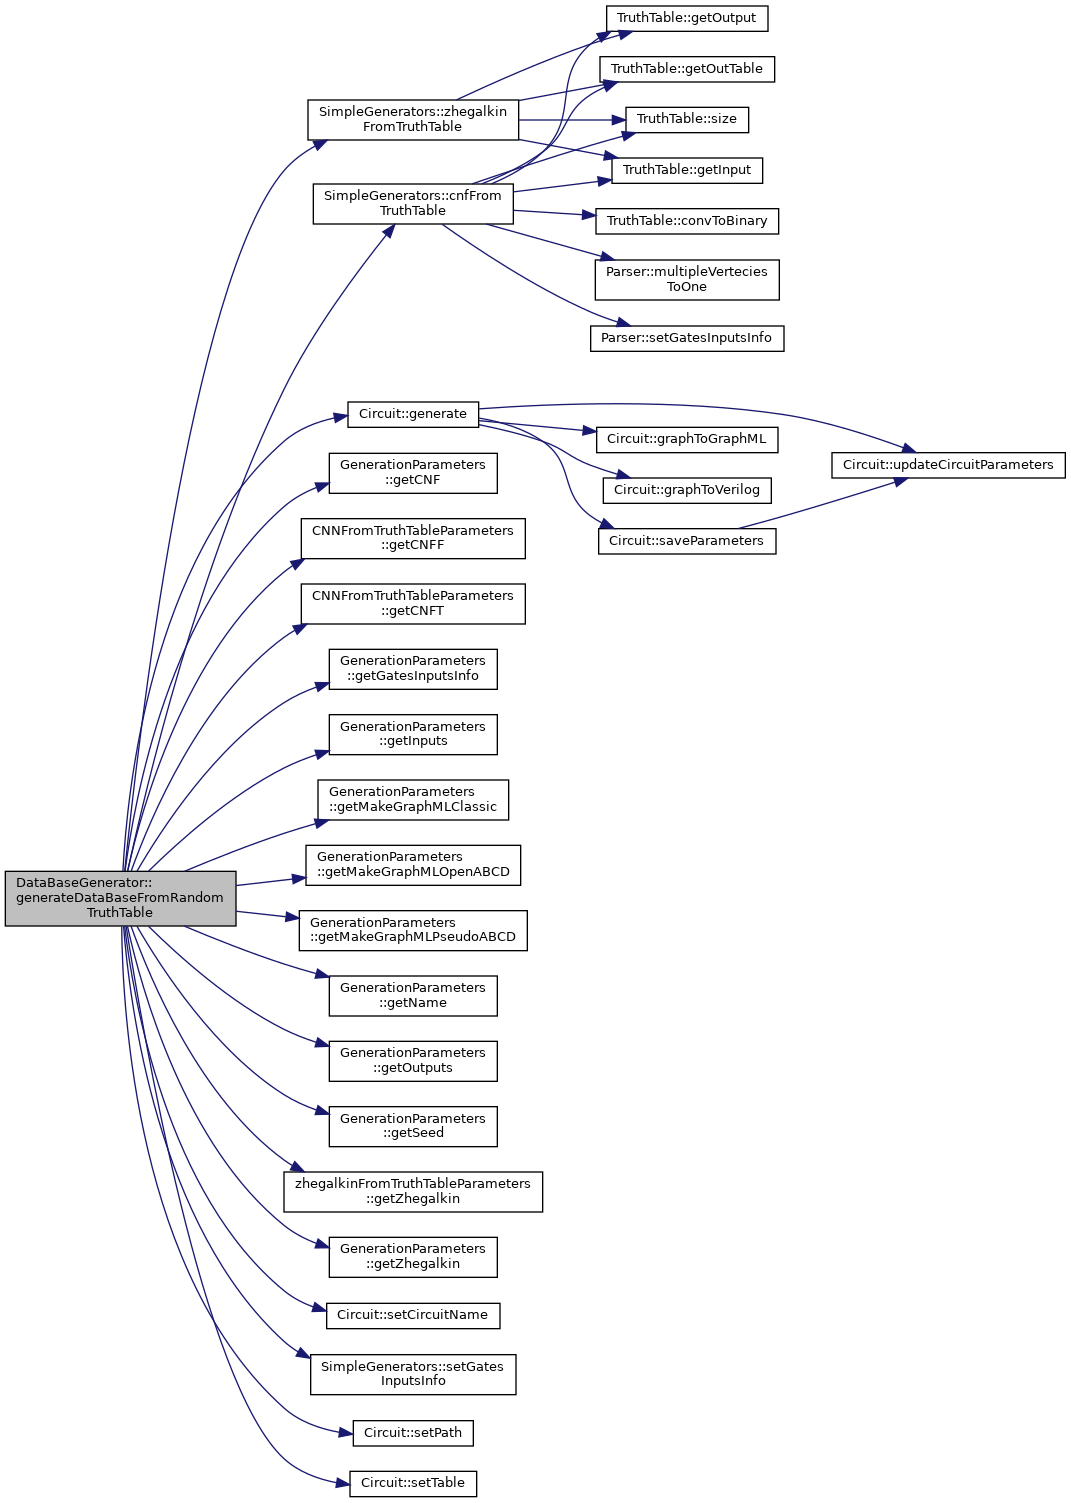 TruthTable::getOutput
TruthTable::getOutTable
SimpleGenerators::zhegalkin
FromTruthTable
TruthTable::size
TruthTable::getInput
SimpleGenerators::cnfFrom
TruthTable
TruthTable::convToBinary
Parser::multipleVertecies
ToOne
Parser::setGatesInputsInfo
Circuit::generate
Circuit::graphToGraphML
Circuit::updateCircuitParameters
GenerationParameters
::getCNF
Circuit::graphToVerilog
CNNFromTruthTableParameters
::getCNFF
Circuit::saveParameters
CNNFromTruthTableParameters
::getCNFT
GenerationParameters
::getGatesInputsInfo
GenerationParameters
::getInputs
GenerationParameters
::getMakeGraphMLClassic
GenerationParameters
::getMakeGraphMLOpenABCD
DataBaseGenerator::
generateDataBaseFromRandom
TruthTable
GenerationParameters
::getMakeGraphMLPseudoABCD
GenerationParameters
::getName
GenerationParameters
::getOutputs
GenerationParameters
::getSeed
zhegalkinFromTruthTableParameters
::getZhegalkin
GenerationParameters
::getZhegalkin
Circuit::setCircuitName
SimpleGenerators::setGates
InputsInfo
Circuit::setPath
Circuit::setTable